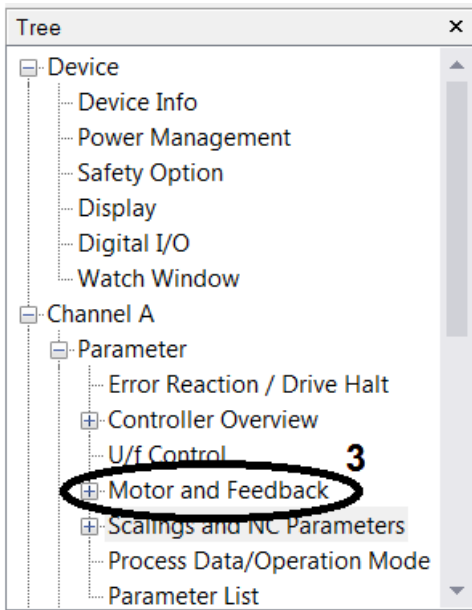 Tree
Device
Device Info
Power Management
Safety Option
Display
Digital I/O
Watch Window
Channel A
Parameter
Error Reaction / Drive Halt
Controller Overview
U/f Control
3
Motor and Feedback
Scalings and NC Parameters
Process Data/Operation Mode
Parameter List